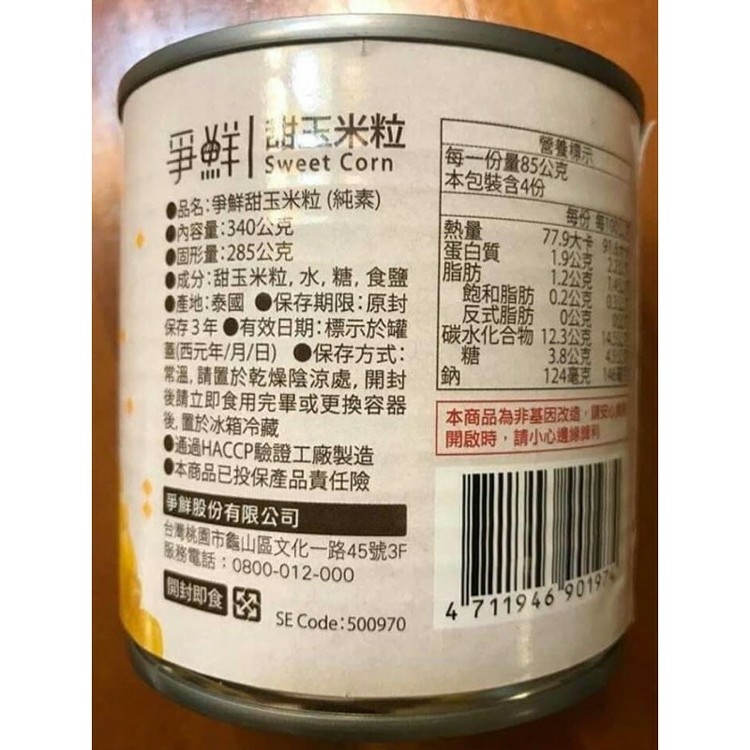 爭鮮 甜玉米粒
Sweet Corn
●品名:爭鮮甜玉米粒 (純素)
●內容量:340公克
●固形量:285公克
●成分:甜玉米粒, 水, 糖, 食鹽
●產地:泰國 ●保存期限:原封
保存3年 ●有效日期:標示於罐
蓋(西元年/月/日) ●保存方式:
常溫, 請置於乾燥陰涼處, 開封
後請立即食用完畢或更換容器
後, 置於冰箱冷藏
●通過HACCP驗證工廠製造
●本商品已投保產品責任險
爭鮮股份有限公司
台灣桃園市龜山區文化一路45號3F
服務電話:0800-012-000
開封即食
SE Code:500970
營養標示
每一份量85公克
本包裝含4份
每份
熱量 77.9大卡
蛋白質 1.9公克
脂肪 1.2公克
飽和脂肪 0.2公克
反式脂肪 0公克
碳水化合物 12.3公克
糖 3.8公克
鈉 124毫克
本商品為非基因改造,
開啟時, 請小心邊緣鋒利
4 711946 90197